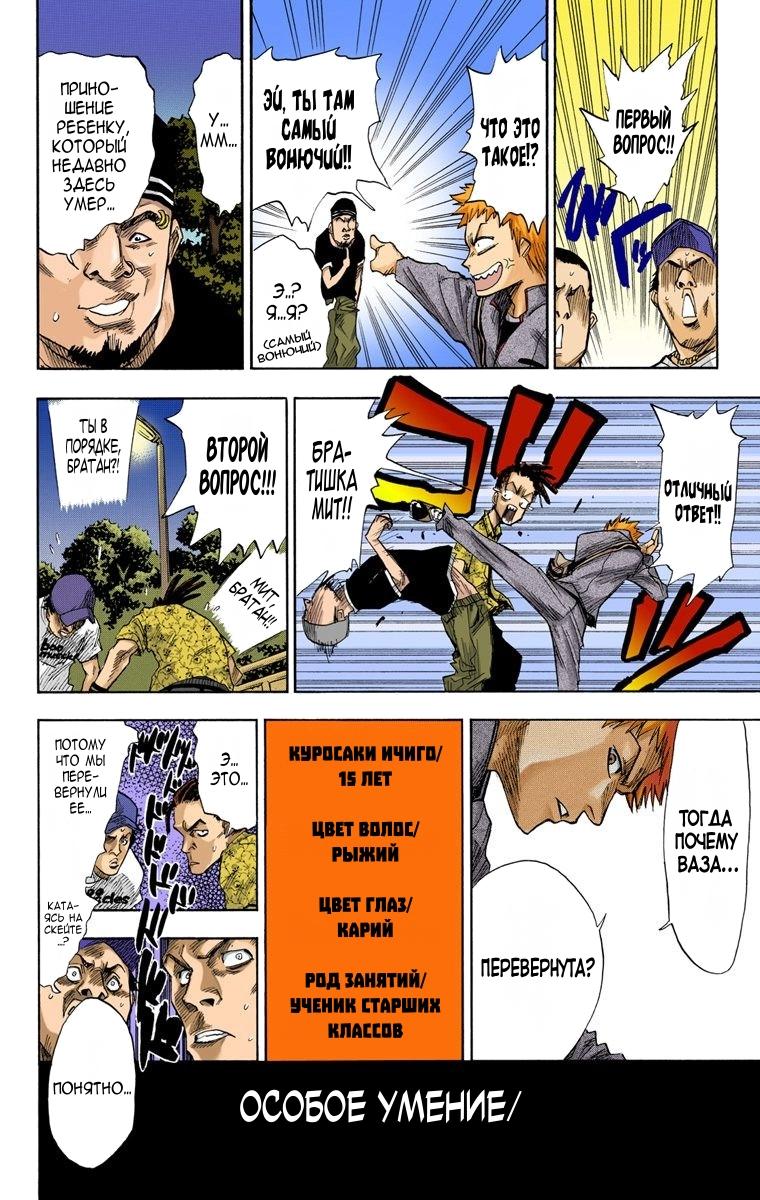 ПЕРВЫЙ
ВОПРОС!!
ЧТО ЭТО
ТАКОЕ!?
ЭЙ, ТЫ ТАМ
САМЫЙ
ВОНЮЧИЙ!!
Э..?
Я...Я?
(САМЫЙ
ВОНЮЧИЙ)
У...
ММ...
ПРИНО-
ШЕНИЕ
РЕБЕНКУ,
КОТОРЫЙ
НЕДАВНО
ЗДЕСЬ
УМЕР...
ОТЛИЧНЫЙ
ОТВЕТ!!
БРА-
ТИШКА
МИТ!!
ВТОРОЙ
ВОПРОС!!!
ТЫ В
ПОРЯДКЕ,
БРАТАН?!
МИТ,
БРАТАН!!
ТОГДА
ПОЧЕМУ
ВАЗА...
ПЕРЕВЕРНУТА?
КУРОСАКИ ИЧИГО/
15 ЛЕТ
ЦВЕТ ВОЛОС/
РЫЖИЙ
ЦВЕТ ГЛАЗ/
КАРИЙ
РОД ЗАНЯТИЙ/
УЧЕНИК СТАРШИХ
КЛАССОВ
Э...
ЭТО...
ПОТОМУ
ЧТО МЫ
ПЕРЕ-
ВЕРНУЛИ
ЕЕ...
КАТА-
ЯСЬ НА
СКЕЙТЕ
...?
ПОНЯТНО...
ОСОБОЕ УМЕНИЕ/